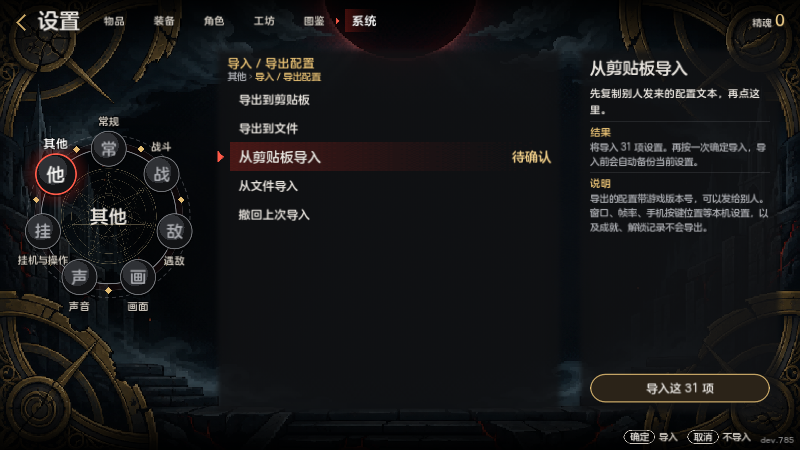 设置
物品
装备
角色
工坊
图鉴
系统
精魂 0
导入 / 导出配置
其他 · 导入 / 导出配置
导出到剪贴板
导出到文件
从剪贴板导入
待确认
从文件导入
撤回上次导入
常规
常
战斗
战
敌
遇敌
画
画面
声
声音
挂
挂机与操作
其他
他
其他
从剪贴板导入
先复制别人发来的配置文本，再点这
里。
结果
将导入 31 项设置。再按一次确定导入，导
入前会自动备份当前设置。
说明
导出的配置带游戏版本号，可以发给别人。
窗口、帧率、手机按键位置等本机设置，以
及成就、解锁记录不会导出。
导入这 31 项
确定 导入 取消 不导入
dev.785